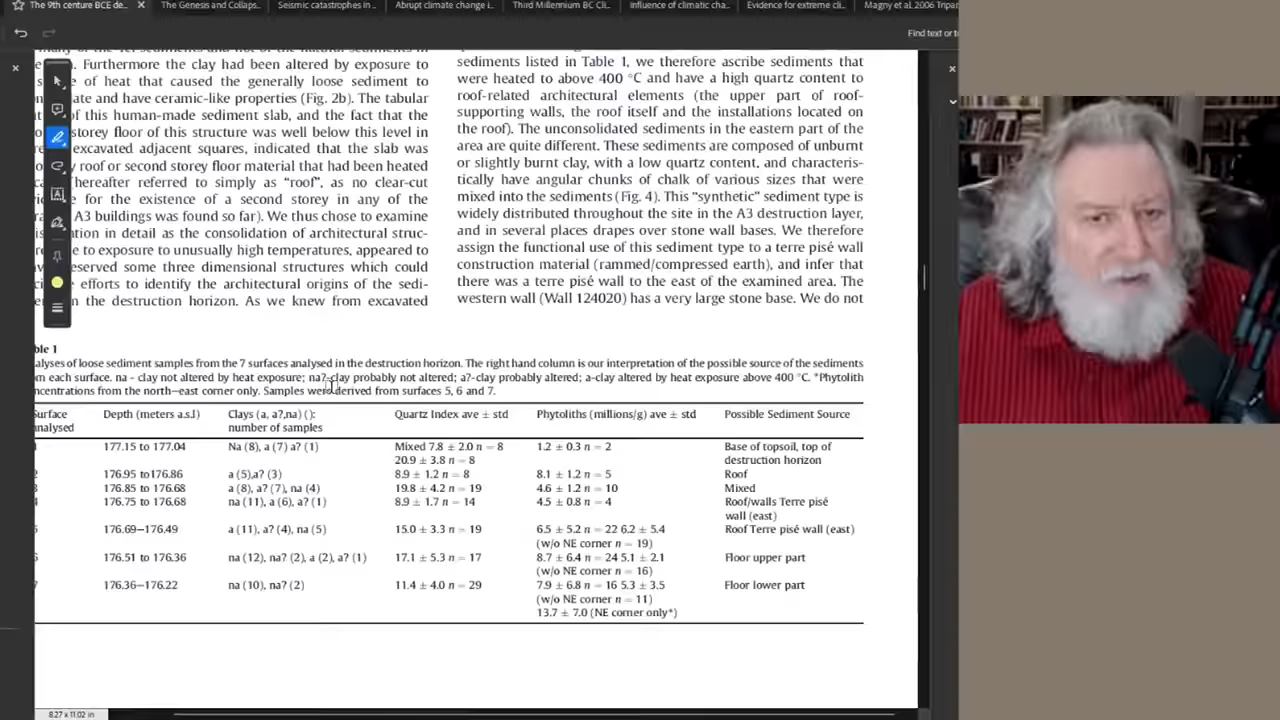 The 9th century BCE de...
The Genesis and Collaps..
Seismic catastrophes in ..
Abrupt climate change i..
Third Millennium BC Cli..
Influence of climatic cha..
Evidence for extreme cli..
Magny et al. 2006 Tripar
Find text or to
Furthermore the clay had been altered by exposure to
e of heat that caused the generally loose sediment to
ate and have ceramic-like properties (Fig. 2b). The tabular
of this human-made sediment slab, and the fact that the
storey floor of this structure was well below this level in
excavated adjacent squares, indicated that the slab was
roof or second storey floor material that had been heated
(hereafter referred to simply as “roof”, as no clear-cut
for the existence of a second storey in any of the
A3 buildings was found so far). We thus chose to examine
tion in detail as the consolidation of architectural struc-
e to exposure to unusually high temperatures, appeared to
eserved some three dimensional structures which could
efforts to identify the architectural origins of the sedi-
n the destruction horizon. As we knew from excavated
sediments listed in Table 1, we therefore ascribe sediments that
were heated to above 400 °C and have a high quartz content to
roof-related architectural elements (the upper part of roof-
supporting walls, the roof itself and the installations located on
the roof). The unconsolidated sediments in the eastern part of the
area are quite different. These sediments are composed of unburnt
or slightly burnt clay, with a low quartz content, and characteris-
tically have angular chunks of chalk of various sizes that were
mixed into the sediments (Fig. 4). This “synthetic” sediment type is
widely distributed throughout the site in the A3 destruction layer,
and in several places drapes over stone wall bases. We therefore
assign the functional use of this sediment type to a terre pisé wall
construction material (rammed/compressed earth), and infer that
there was a terre pisé wall to the east of the examined area. The
western wall (Wall 124020) has a very large stone base. We do not
ble 1
alyses of loose sediment samples from the 7 surfaces analysed in the destruction horizon. The right hand column is our interpretation of the possible source of the sediments
m each surface. na - clay not altered by heat exposure; na?-clay probably not altered; a?-clay probably altered; a-clay altered by heat exposure above 400 °C. *Phytolith
ncentrations from the north–east corner only. Samples were derived from surfaces 5, 6 and 7.
Surface Depth (meters a.s.l) Clays (a, a?,na) (): Quartz Index ave ± std Phytoliths (millions/g) ave ± std Possible Sediment Source
analysed number of samples
177.15 to 177.04 Na (8), a (7) a? (1) Mixed 7.8 ± 2.0 n = 8 1.2 ± 0.3 n = 2 Base of topsoil, top of
20.9 ± 3.8 n = 8 destruction horizon
176.95 to176.86 a (5),a? (3) 8.9 ± 1.2 n = 8 8.1 ± 1.2 n = 5 Roof
176.85 to 176.68 a (8), a? (7), na (4) 19.8 ± 4.2 n = 19 4.6 ± 1.2 n = 10 Mixed
176.75 to 176.68 na (11), a (6), a? (1) 8.9 ± 1.7 n = 14 4.5 ± 0.8 n = 4 Roof/walls Terre pisé
wall (east)
176.69–176.49 a (11), a? (4), na (5) 15.0 ± 3.3 n = 19 6.5 ± 5.2 n = 22 6.2 ± 5.4 Roof Terre pisé wall (east)
(w/o NE corner n = 19)
176.51 to 176.36 na (12), na? (2), a (2), a? (1) 17.1 ± 5.3 n = 17 8.7 ± 6.4 n = 24 5.1 ± 2.1 Floor upper part
(w/o NE corner n = 16)
176.36–176.22 na (10), na? (2) 11.4 ± 4.0 n = 29 7.9 ± 6.8 n = 16 5.3 ± 3.5 Floor lower part
(w/o NE corner n = 11)
13.7 ± 7.0 (NE corner only*)
8.27 x 11.02 in